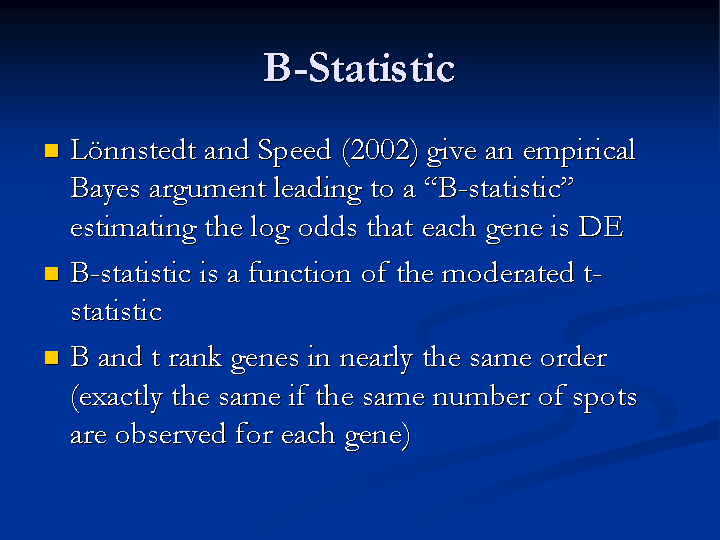 B-Statistic
Lönnstedt and Speed (2002) give an empirical
Bayes argument leading to a “B-statistic”
estimating the log odds that each gene is DE
B-statistic is a function of the moderated t-
statistic
B and t rank genes in nearly the same order
(exactly the same if the same number of spots
are observed for each gene)